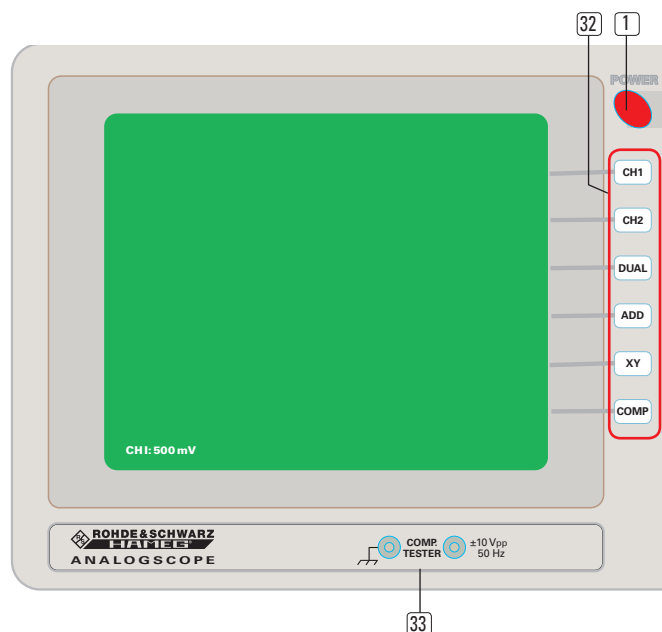 32 1
POWER
CH1
CH2
DUAL
ADD
XY
COMP
CHI: 500 mV
ROHDE & SCHWARZ
HAMEG
ANALOGSCOPE
COMP. TESTER
±10 Vpp
50 Hz
33